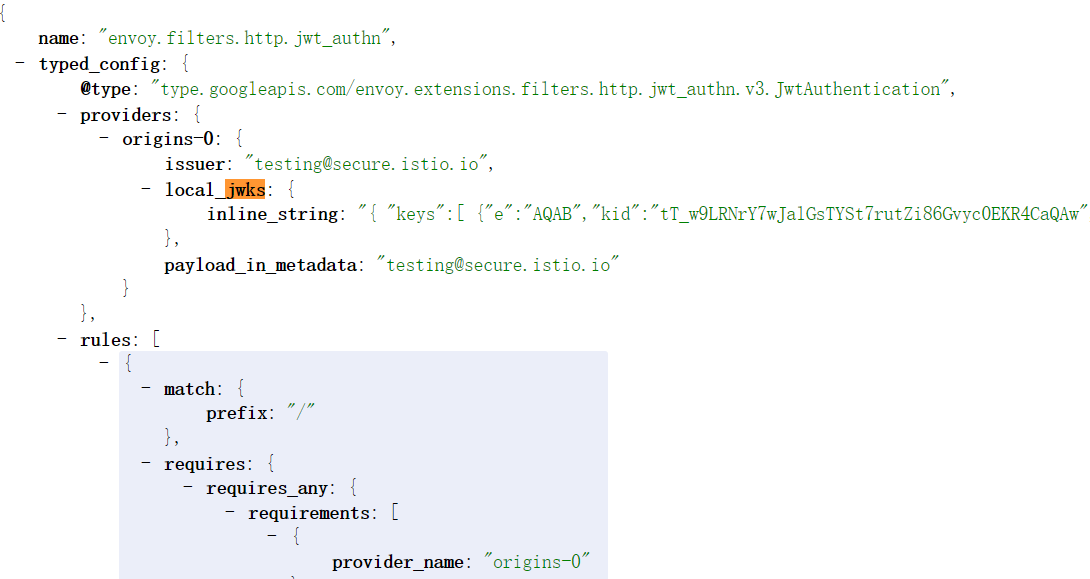 {
name: "envoy.filters.http.jwt_authn",
- typed_config: {
@type: "type.googleapis.com/envoy.extensions.filters.http.jwt_authn.v3.JwtAuthentication",
- providers: {
- origins-0: {
issuer: "testing@secure.istio.io",
- local_jwks: {
inline_string: "{ "keys":[ {"e":"AQAB","kid":"tT_w9LRNrY7wJalGsTYSt7rutZi86Gvyc0EKR4CaQAw"
},
payload_in_metadata: "testing@secure.istio.io"
}
},
- rules: [
- {
- match: {
prefix: "/"
},
- requires: {
- requires_any: {
- requirements: [
- {
provider_name: "origins-0"